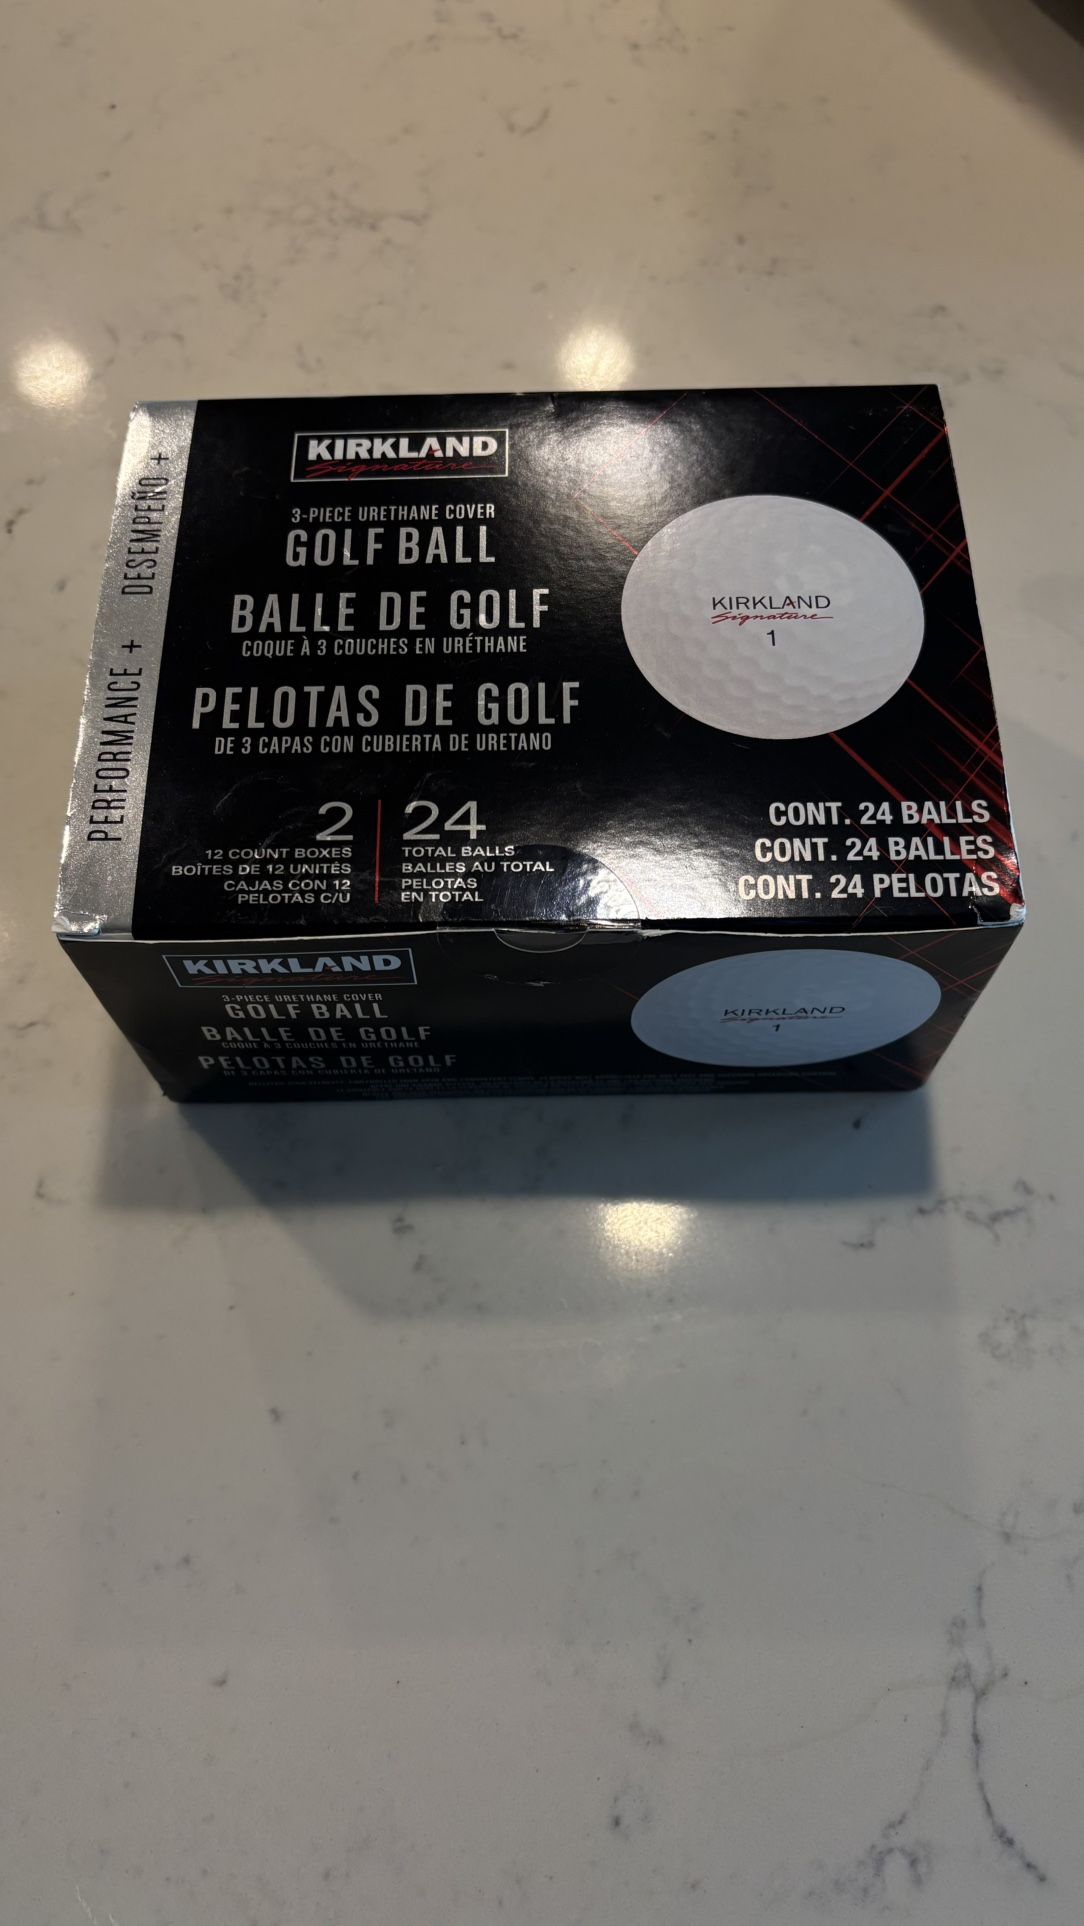 PERFORMANCE + DESEMPEÑO +
KIRKLAND
Signature
3-PIECE URETHANE COVER
GOLF BALL
BALLE DE GOLF
COQUE À 3 COUCHES EN URÉTHANE
PELOTAS DE GOLF
DE 3 CAPAS CON CUBIERTA DE URETANO
KIRKLAND
Signature
1
2
12 COUNT BOXES
BOÎTES DE 12 UNITÉS
CAJAS CON 12
PELOTAS C/U
24
TOTAL BALLS
BALLES AU TOTAL
PELOTAS
EN TOTAL
CONT. 24 BALLS
CONT. 24 BALLES
CONT. 24 PELOTAS
KIRKLAND
Signature
3-PIECE URETHANE COVER
GOLF BALL
BALLE DE GOLF
COQUE À 3 COUCHES EN URÉTHANE
PELOTAS DE GOLF
DE 3 CAPAS CON CUBIERTA DE URETANO
KIRKLAND
Signature
1